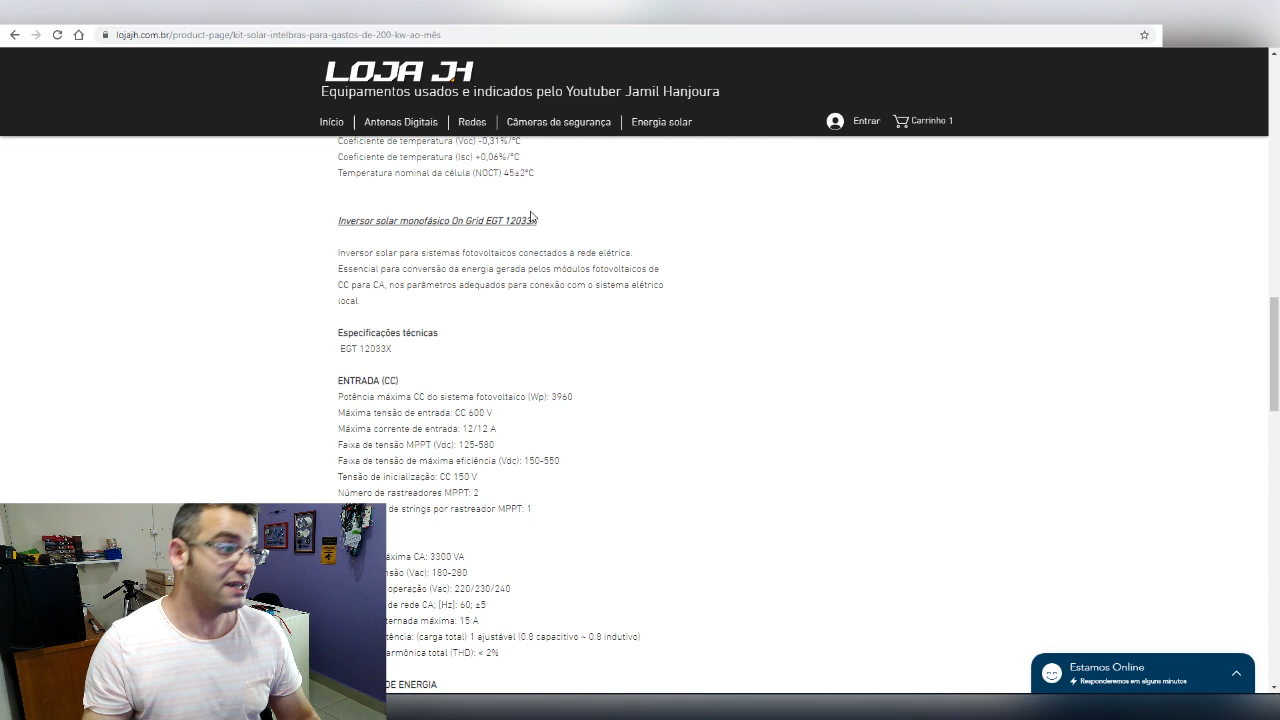 lojajh.com.br/product-page/kit-solar-intelbras-para-gastos-de-200-kw-ao-mês
LOJA JH
Equipamentos usados e indicados pelo Youtuber Jamil Hanjoura
Início
Antenas Digitais
Redes
Câmeras de segurança
Energia solar
Entrar
Carrinho 1
Coeficiente de temperatura (Voc) -0,31%/°C
Coeficiente de temperatura (Isc) +0,06%/°C
Temperatura nominal da célula (NOCT) 45±2°C
Inversor solar monofásico On Grid EGT 12033x
Inversor solar para sistemas fotovoltaicos conectados à rede elétrica.
Essencial para conversão da energia gerada pelos módulos fotovoltaicos de
CC para CA, nos parâmetros adequados para conexão com o sistema elétrico
local.
Especificações técnicas
EGT 12033X
ENTRADA (CC)
Potência máxima CC do sistema fotovoltaico (Wp): 3960
Máxima tensão de entrada: CC 600 V
Máxima corrente de entrada: 12/12 A
Faixa de tensão MPPT (Vdc): 125-580
Faixa de tensão de máxima eficiência (Vdc): 150-550
Tensão de inicialização: CC 150 V
Número de rastreadores MPPT: 2
de strings por rastreador MPPT: 1
áxima CA: 3300 VA
são (Vac): 180-280
operação (Vac): 220/230/240
de rede CA; [Hz]: 60; ±5
ternada máxima: 15 A
tência: (carga total) 1 ajustável (0.8 capacitivo ~ 0.8 indutivo)
armônica total (THD): < 2%
DE ENERGIA
Estamos Online
Responderemos em alguns minutos